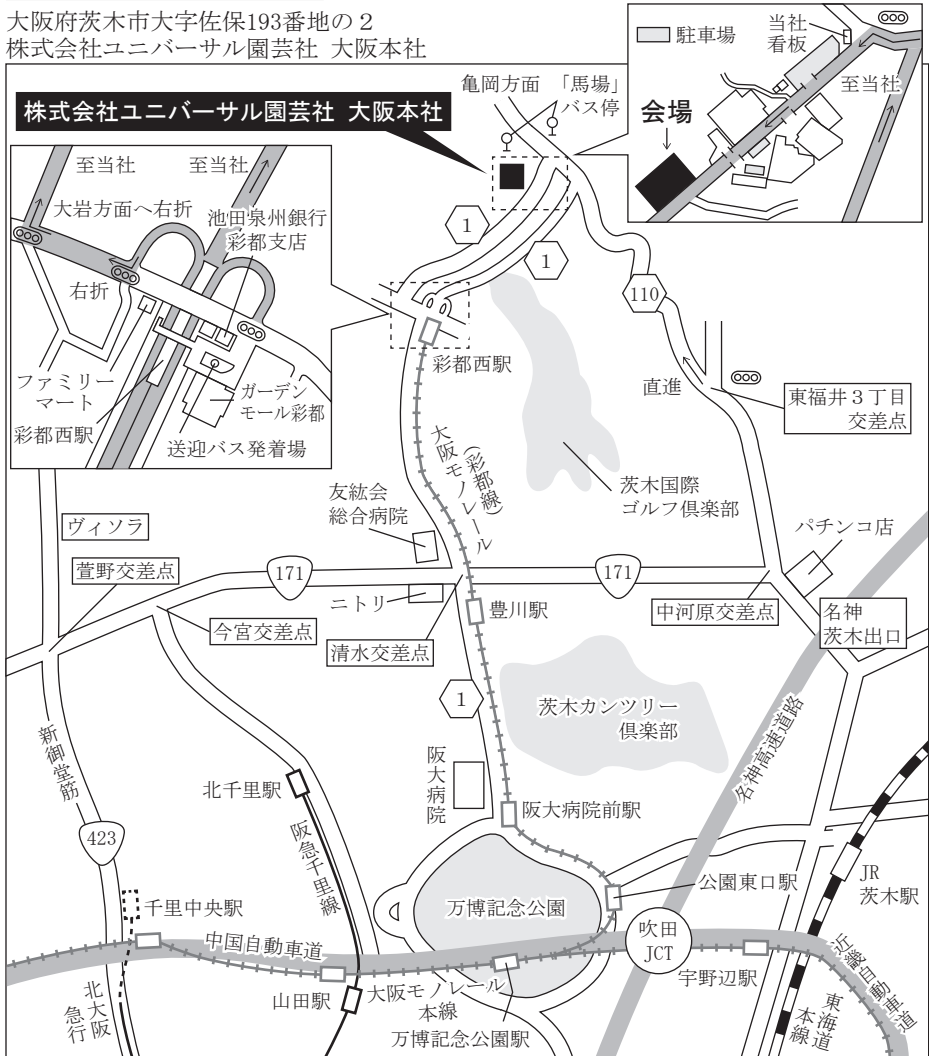 大阪府茨木市大字佐保193番地の2
株式会社ユニバーサル園芸社 大阪本社
株式会社ユニバーサル園芸社 大阪本社
亀岡方面
「馬場」
バス停
駐車場
当社
看板
至当社
会場
至当社
至当社
大岩方面へ右折
池田泉州銀行
彩都支店
右折
ファミリー
マート
彩都西駅
ガーデン
モール彩都
送迎バス発着場
1
1
110
彩都西駅
直進
東福井3丁目
交差点
大阪モノレール
(彩都線)
茨木国際
ゴルフ倶楽部
友紘会
総合病院
パチンコ店
ヴィソラ
萱野交差点
171
171
ニトリ
豊川駅
今宮交差点
清水交差点
中河原交差点
名神
茨木出口
1
茨木カンツリー
倶楽部
新御堂筋
北千里駅
阪大病院
名神高速道路
阪大病院前駅
423
阪急千里線
公園東口駅
JR
茨木駅
千里中央駅
万博記念公園
中国自動車道
吹田
JCT
宇野辺駅
近畿自動車道
山田駅
大阪モノレール
本線
万博記念公園駅
北大阪
急行
東海道
本線